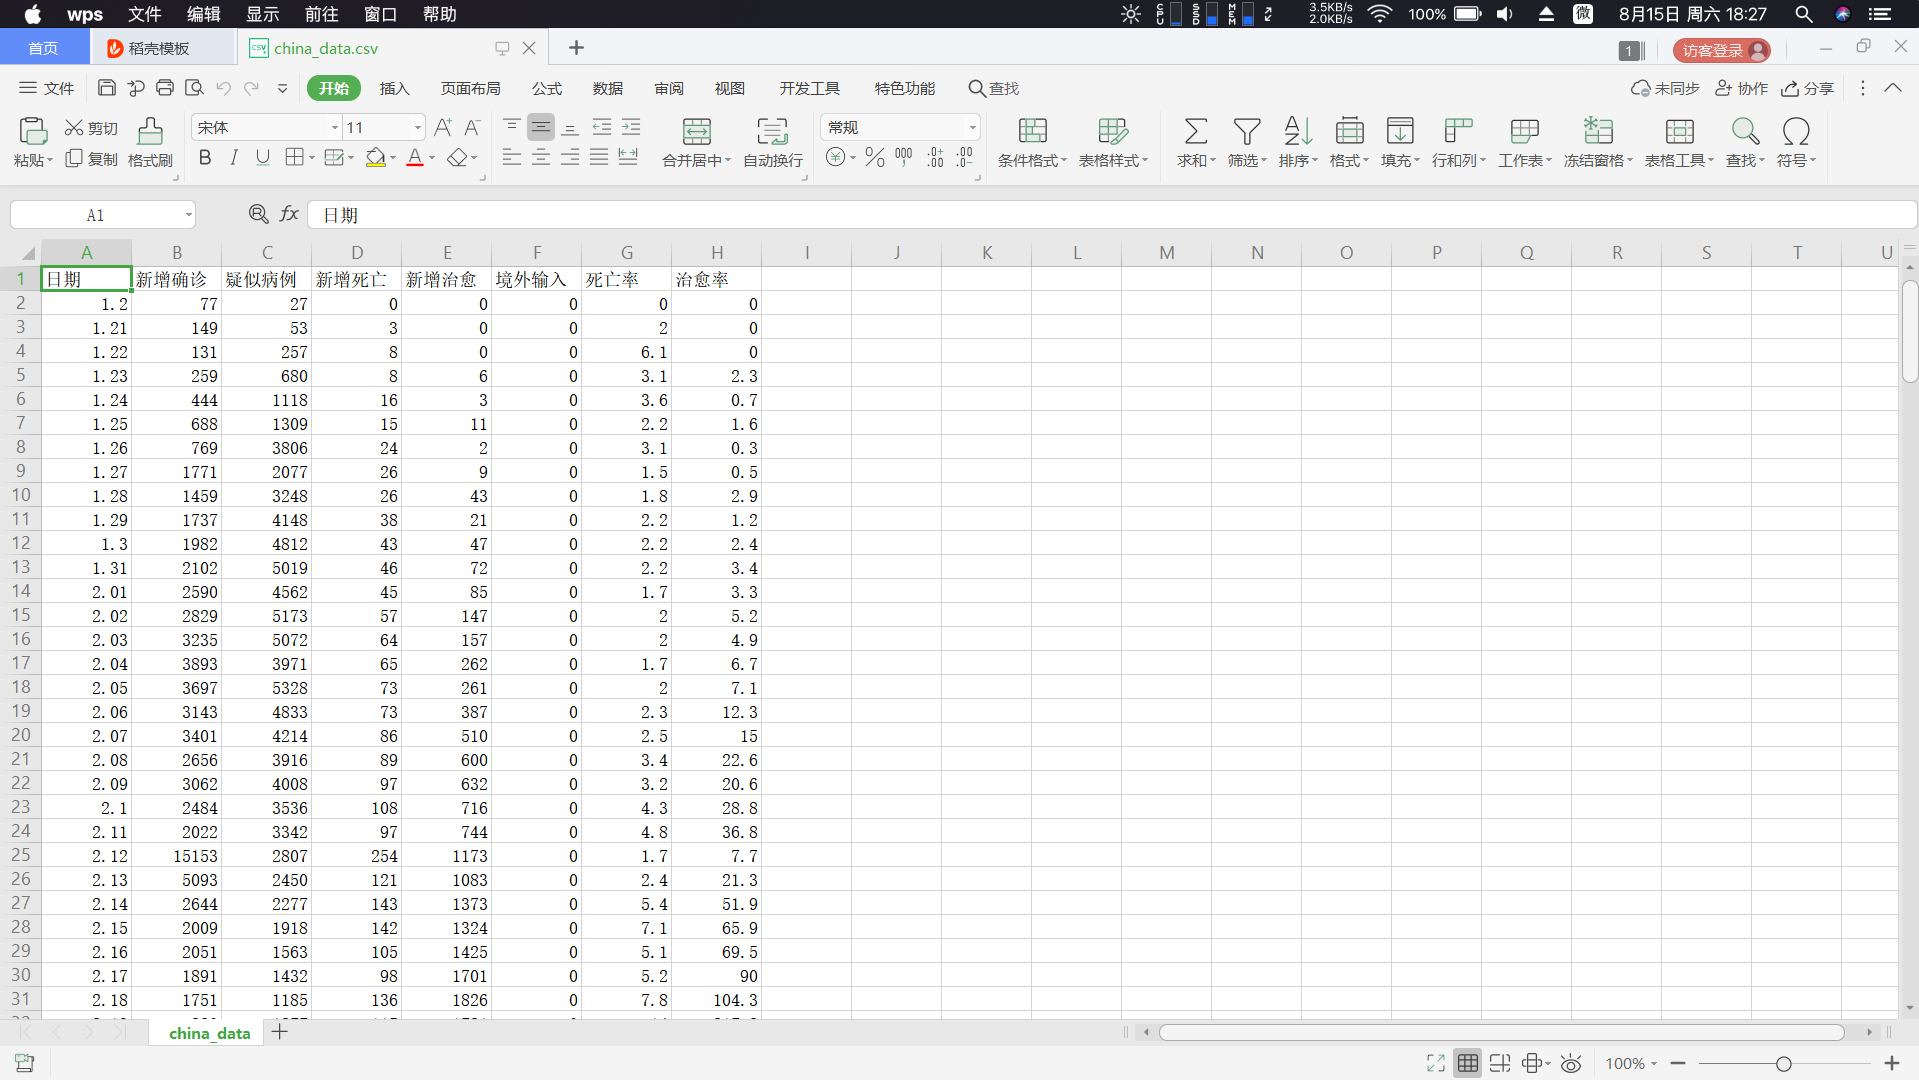 wps 文件 编辑 显示 前往 窗口 帮助 CPU SSD MEM 3.5KB/s 2.0KB/s 100% 微 8月15日 周六 18:27
首页 稻壳模板 CSV china_data.csv 1 访客登录
文件 开始 插入 页面布局 公式 数据 审阅 视图 开发工具 特色功能 查找 未同步 协作 分享
粘贴 剪切 复制 格式刷 宋体 11 合并居中 自动换行 常规 条件格式 表格样式 求和 筛选 排序 格式 填充 行和列 工作表 冻结窗格 表格工具 查找 符号
A1 fx 日期
A B C D E F G H I J K L M N O P Q R S T U
1 日期 新增确诊 疑似病例 新增死亡 新增治愈 境外输入 死亡率 治愈率
2 1.2 77 27 0 0 0 0 0
3 1.21 149 53 3 0 0 2 0
4 1.22 131 257 8 0 0 6.1 0
5 1.23 259 680 8 6 0 3.1 2.3
6 1.24 444 1118 16 3 0 3.6 0.7
7 1.25 688 1309 15 11 0 2.2 1.6
8 1.26 769 3806 24 2 0 3.1 0.3
9 1.27 1771 2077 26 9 0 1.5 0.5
10 1.28 1459 3248 26 43 0 1.8 2.9
11 1.29 1737 4148 38 21 0 2.2 1.2
12 1.3 1982 4812 43 47 0 2.2 2.4
13 1.31 2102 5019 46 72 0 2.2 3.4
14 2.01 2590 4562 45 85 0 1.7 3.3
15 2.02 2829 5173 57 147 0 2 5.2
16 2.03 3235 5072 64 157 0 2 4.9
17 2.04 3893 3971 65 262 0 1.7 6.7
18 2.05 3697 5328 73 261 0 2 7.1
19 2.06 3143 4833 73 387 0 2.3 12.3
20 2.07 3401 4214 86 510 0 2.5 15
21 2.08 2656 3916 89 600 0 3.4 22.6
22 2.09 3062 4008 97 632 0 3.2 20.6
23 2.1 2484 3536 108 716 0 4.3 28.8
24 2.11 2022 3342 97 744 0 4.8 36.8
25 2.12 15153 2807 254 1173 0 1.7 7.7
26 2.13 5093 2450 121 1083 0 2.4 21.3
27 2.14 2644 2277 143 1373 0 5.4 51.9
28 2.15 2009 1918 142 1324 0 7.1 65.9
29 2.16 2051 1563 105 1425 0 5.1 69.5
30 2.17 1891 1432 98 1701 0 5.2 90
31 2.18 1751 1185 136 1826 0 7.8 104.3
china_data
100%